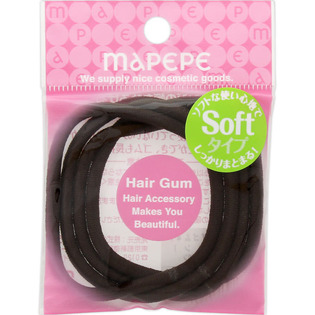 mAPEPE
mAPEPE
We supply nice cosmetic goods.
ソフトな使い心地で
Soft
タイプ
しっかりまとまる!
Hair Gum
Hair Accessory
Makes You
Beautiful.